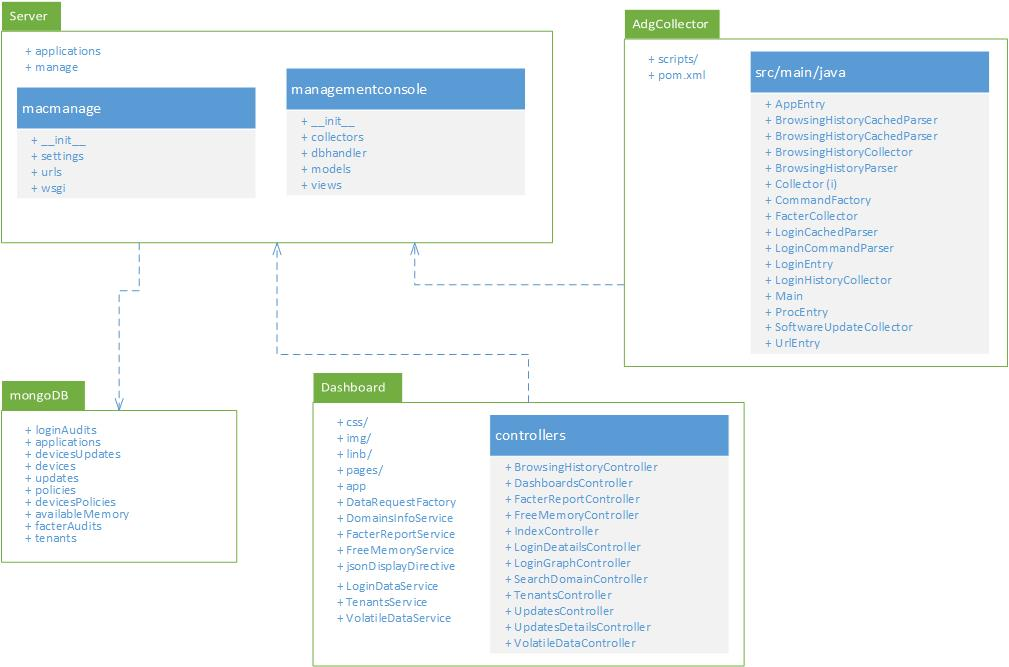 Server
+ applications
+ manage
macmanage
+ __init__
+ settings
+ urls
+ wsgi
managementconsole
+ __init__
+ collectors
+ dbhandler
+ models
+ views
AdgCollector
+ scripts/
+ pom.xml
src/main/java
+ AppEntry
+ BrowsingHistoryCachedParser
+ BrowsingHistoryCachedParser
+ BrowsingHistoryCollector
+ BrowsingHistoryParser
+ Collector (i)
+ CommandFactory
+ FacterCollector
+ LoginCachedParser
+ LoginCommandParser
+ LoginEntry
+ LoginHistoryCollector
+ Main
+ ProcEntry
+ SoftwareUpdateCollector
+ UrlEntry
mongoDB
+ loginAudits
+ applications
+ devicesUpdates
+ devices
+ updates
+ policies
+ devicesPolicies
+ availableMemory
+ facterAudits
+ tenants
Dashboard
+ css/
+ img/
+ linb/
+ pages/
+ app
+ DataRequestFactory
+ DomainsInfoService
+ FacterReportService
+ FreeMemoryService
+ jsonDisplayDirective
+ LoginDataService
+ TenantsService
+ VolatileDataService
controllers
+ BrowsingHistoryController
+ DashboardsController
+ FacterReportController
+ FreeMemoryController
+ IndexController
+ LoginDeatailsController
+ LoginGraphController
+ SearchDomainController
+ TenantsController
+ UpdatesController
+ UpdatesDetailsController
+ VolatileDataController